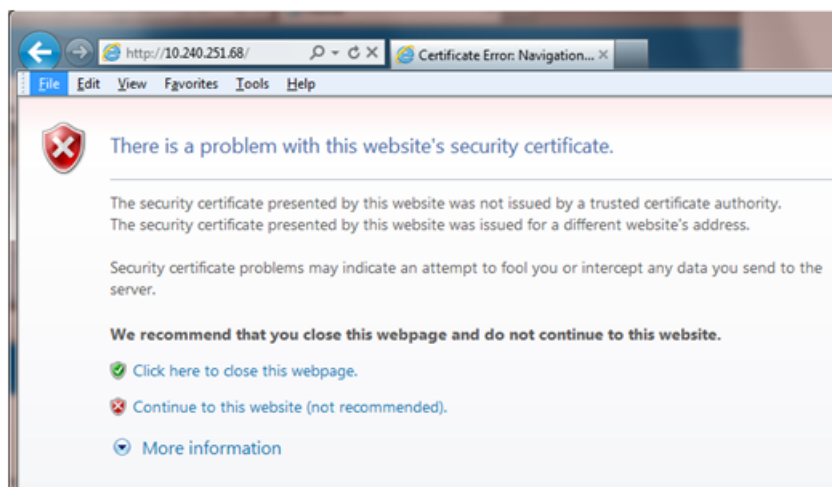 http://10.240.251.68/
Certificate Error: Navigation...
File Edit View Favorites Tools Help
There is a problem with this website's security certificate.
The security certificate presented by this website was not issued by a trusted certificate authority.
The security certificate presented by this website was issued for a different website's address.
Security certificate problems may indicate an attempt to fool you or intercept any data you send to the
server.
We recommend that you close this webpage and do not continue to this website.
Click here to close this webpage.
Continue to this website (not recommended).
More information